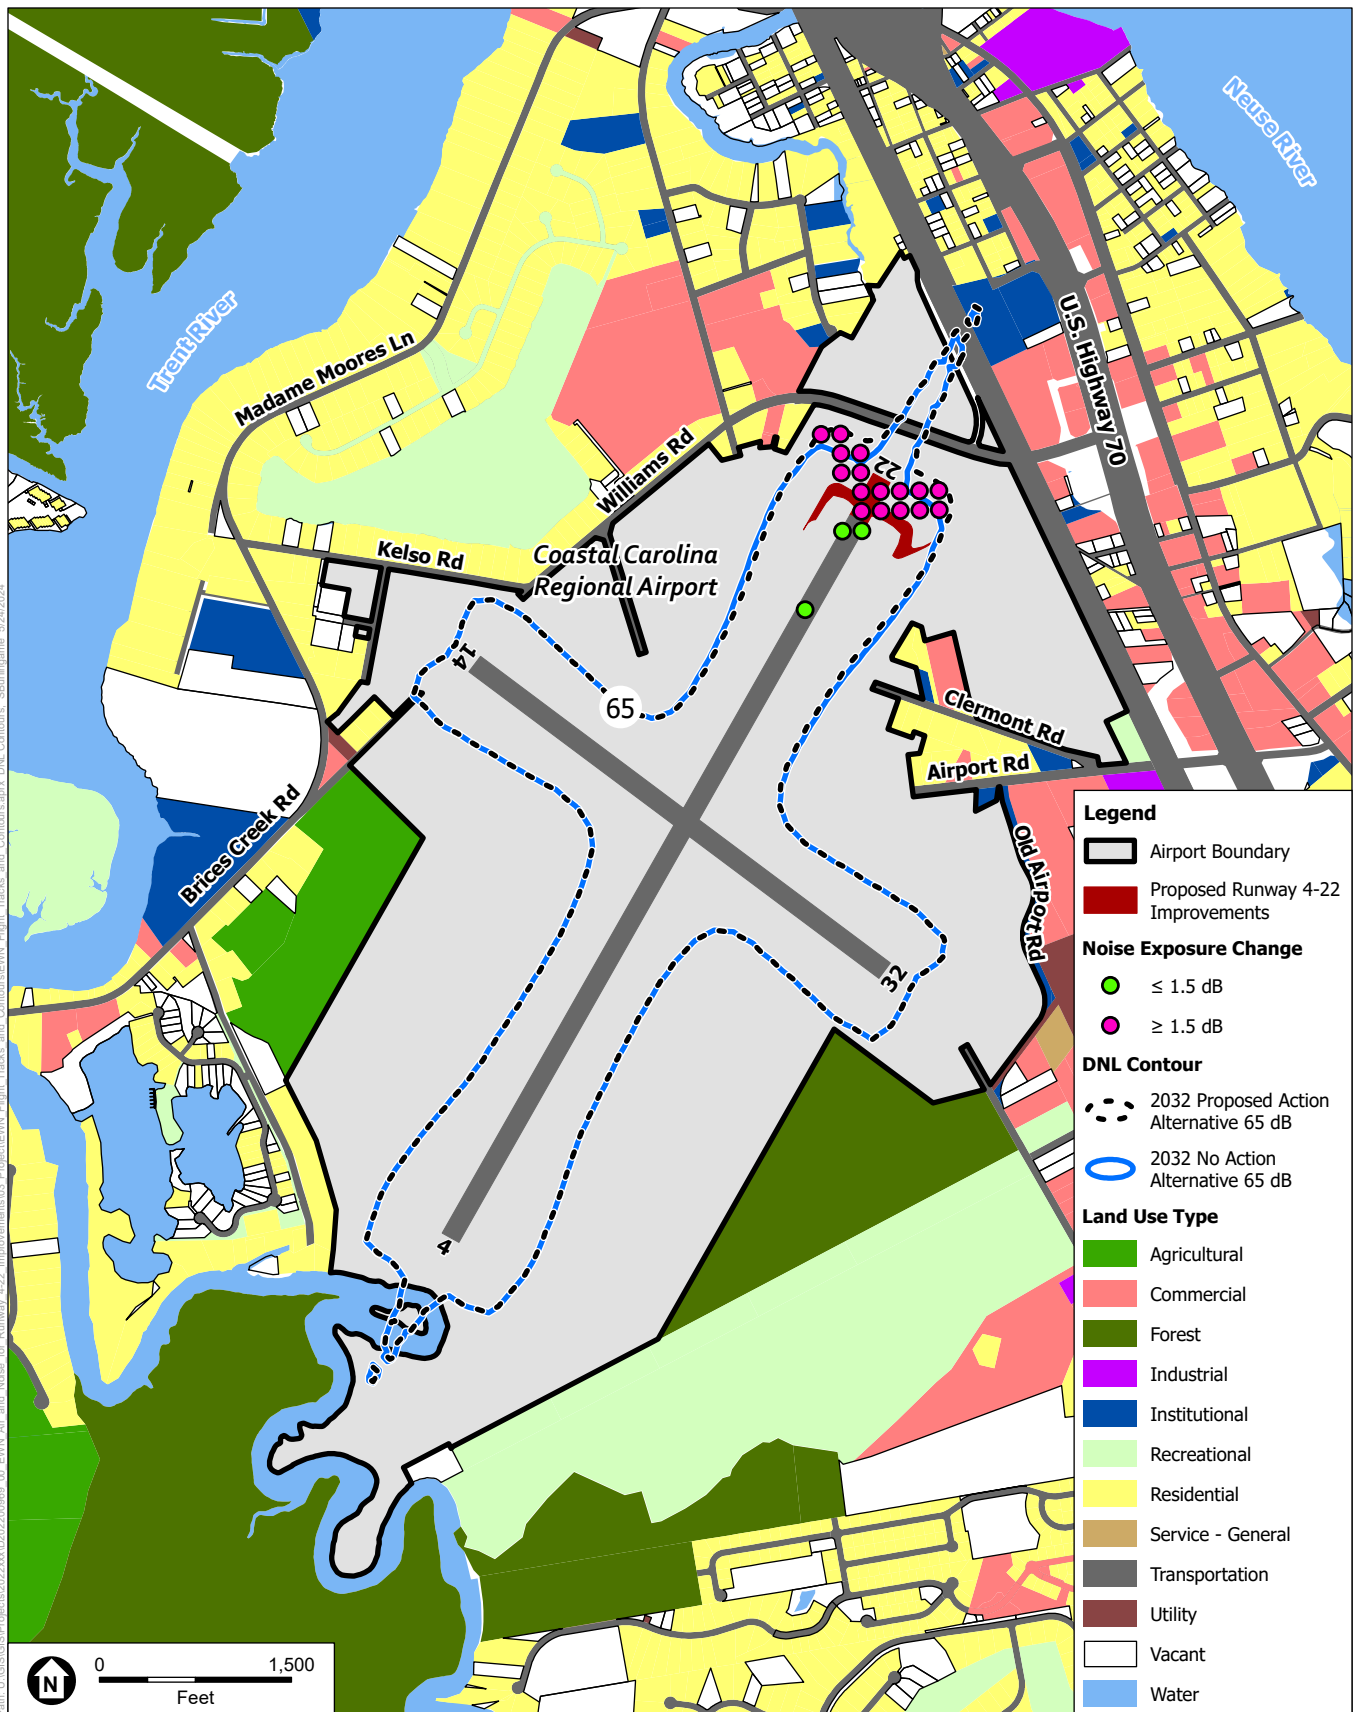 Neuse River
Trent River
Madame Moores Ln
U.S. Highway 70
Williams Rd
22
Kelso Rd
Coastal Carolina
Regional Airport
14
65
Clermont Rd
Airport Rd
Brices Creek Rd
Old Airport Rd
32
4
Legend
Airport Boundary
Proposed Runway 4-22
Improvements
Noise Exposure Change
≤ 1.5 dB
≥ 1.5 dB
DNL Contour
2032 Proposed Action
Alternative 65 dB
2032 No Action
Alternative 65 dB
Land Use Type
Agricultural
Commercial
Forest
Industrial
Institutional
Recreational
Residential
Service - General
Transportation
Utility
Vacant
Water
N
0 1,500
Feet